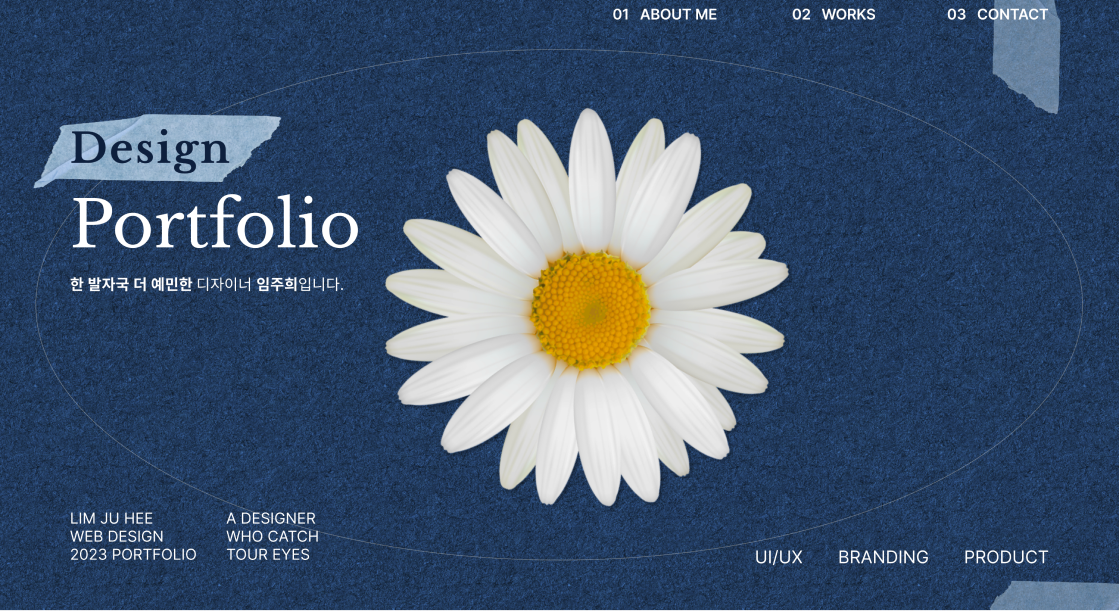 01 ABOUT ME 02 WORKS 03 CONTACT
Design
Portfolio
한 발자국 더 예민한 디자이너 임주희입니다.
LIM JU HEE
WEB DESIGN
2023 PORTFOLIO
A DESIGNER
WHO CATCH
TOUR EYES
UI/UX BRANDING PRODUCT